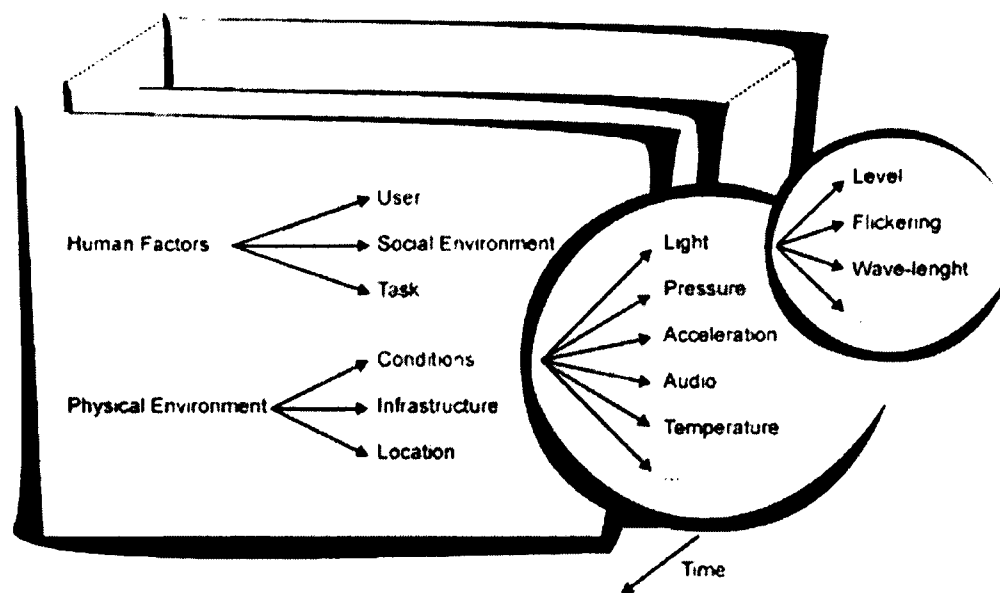 Human Factors
User
Social Environment
Task
Physical Environment
Conditions
Infrastructure
Location
Light
Pressure
Acceleration
Audio
Temperature
...
Level
Flickering
Wave-lenght
...
Time